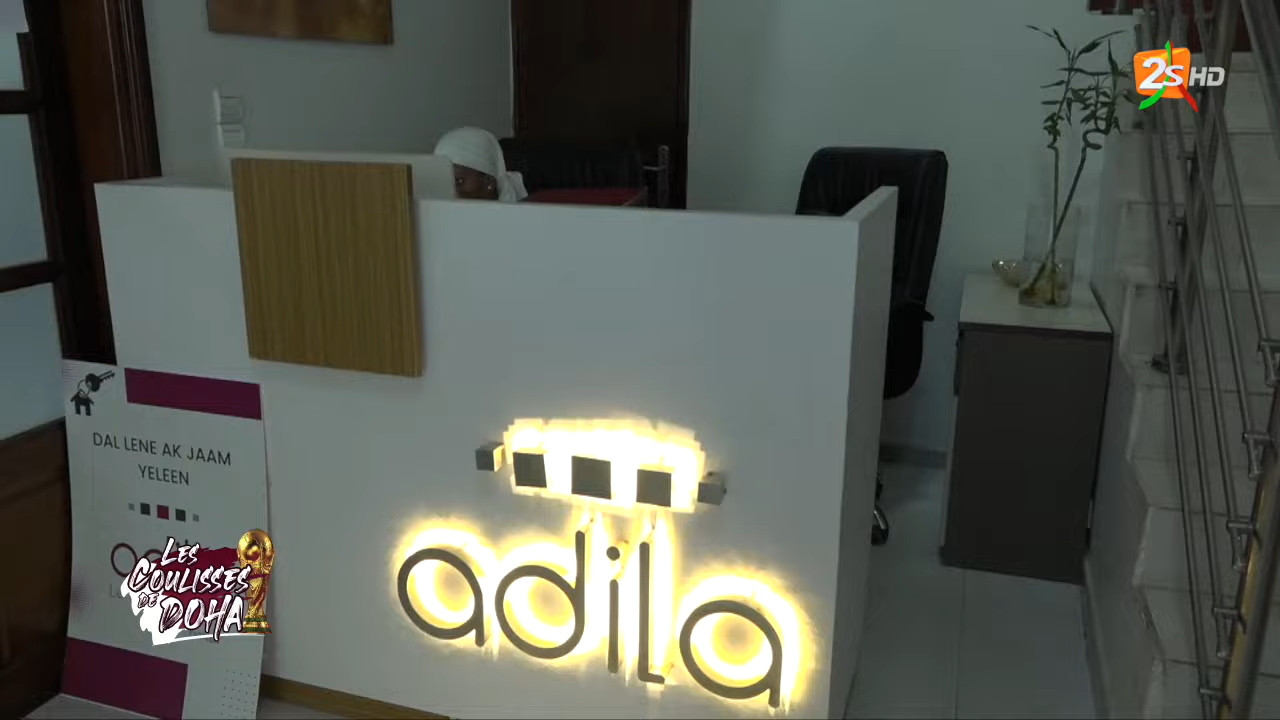 2S HD
DAL LENE AK JAAM
YELEEN
LES
COULISSES
DE
DOHA
adila